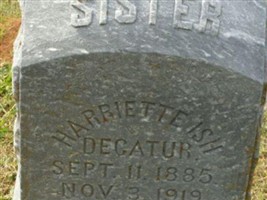 SISTER
HARRIETTE ISH
DECATUR
SEPT. 11. 1885
NOV. 3. 1919.